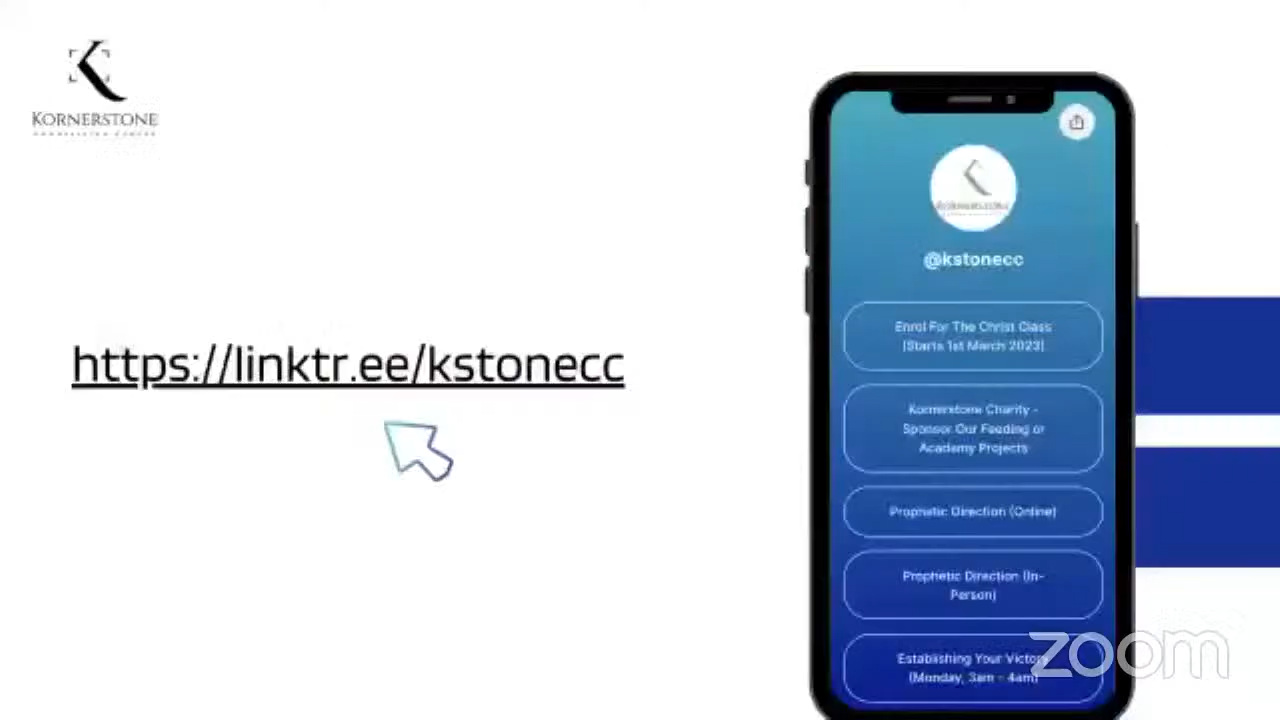 KORNERSTONE
https://linktr.ee/kstonecc
KORNERSTONE
@kstonecc
Enrol For The Christ Class
(Starts 1st March 2023)
Kornerstone Charity -
Sponsor Our Feeding or
Academy Projects
Prophetic Direction (Online)
Prophetic Direction (In-
Person)
Establishing Your Victory
(Monday, 3am - 4am)
zoom